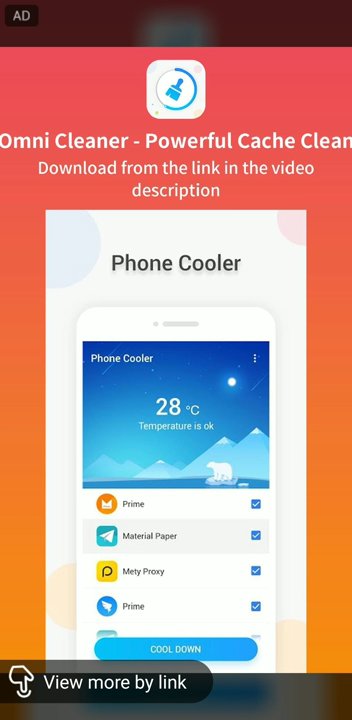 AD
Omni Cleaner - Powerful Cache Clean
Download from the link in the video
description
Phone Cooler
Phone Cooler
28 °C
Temperature is ok
Prime
Material Paper
Mety Proxy
Prime
COOL DOWN
View more by link